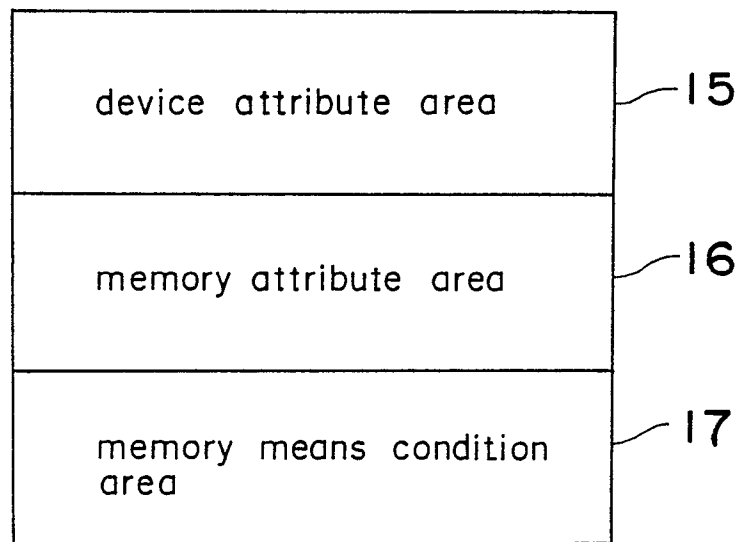 device attribute area
15
memory attribute area
16
memory means condition
area
17